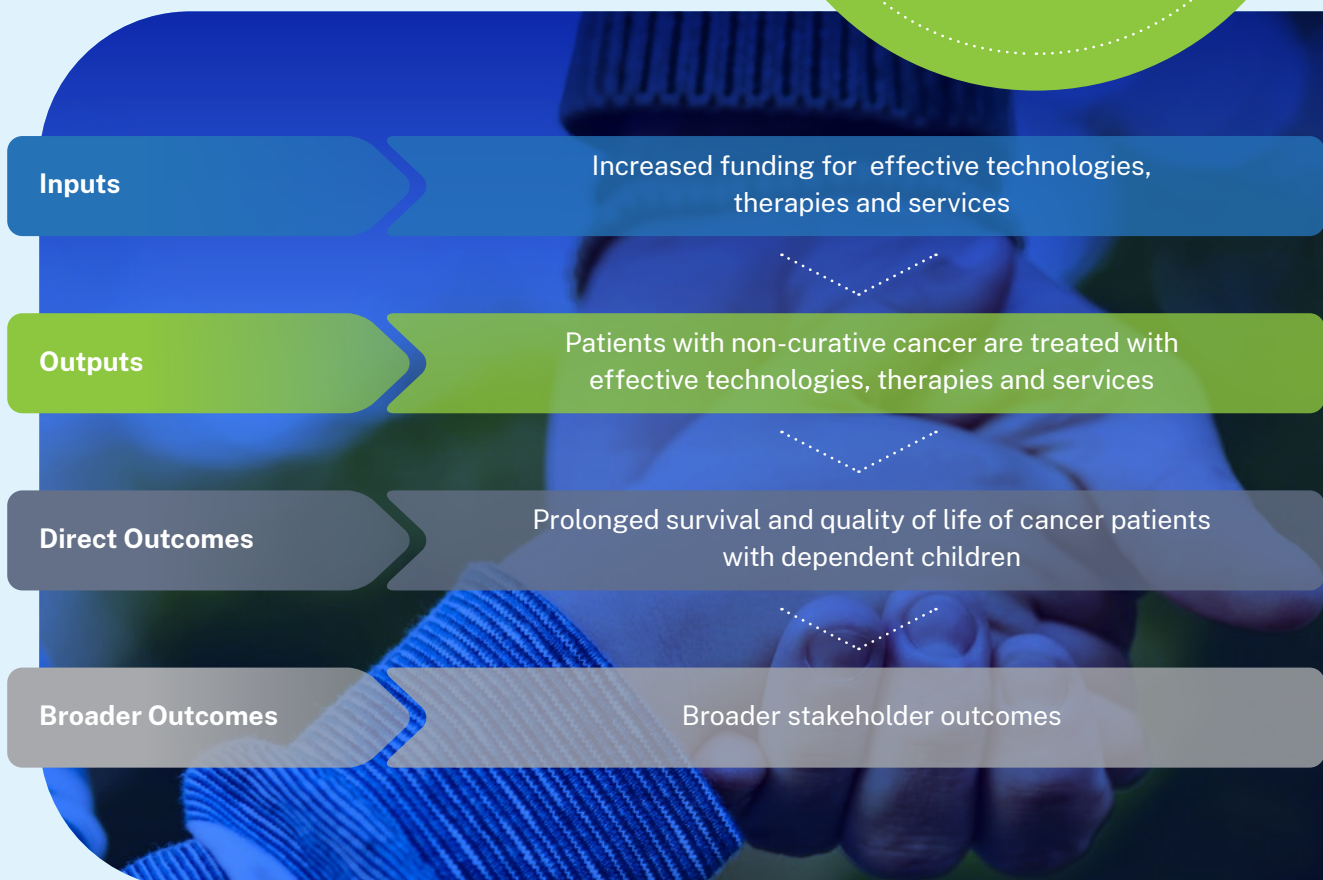 Inputs
Increased funding for  effective technologies,
therapies and services
Outputs
Patients with non-curative cancer are treated with
effective technologies, therapies and services
Direct Outcomes
Prolonged survival and quality of life of cancer patients
with dependent children
Broader Outcomes
Broader stakeholder outcomes